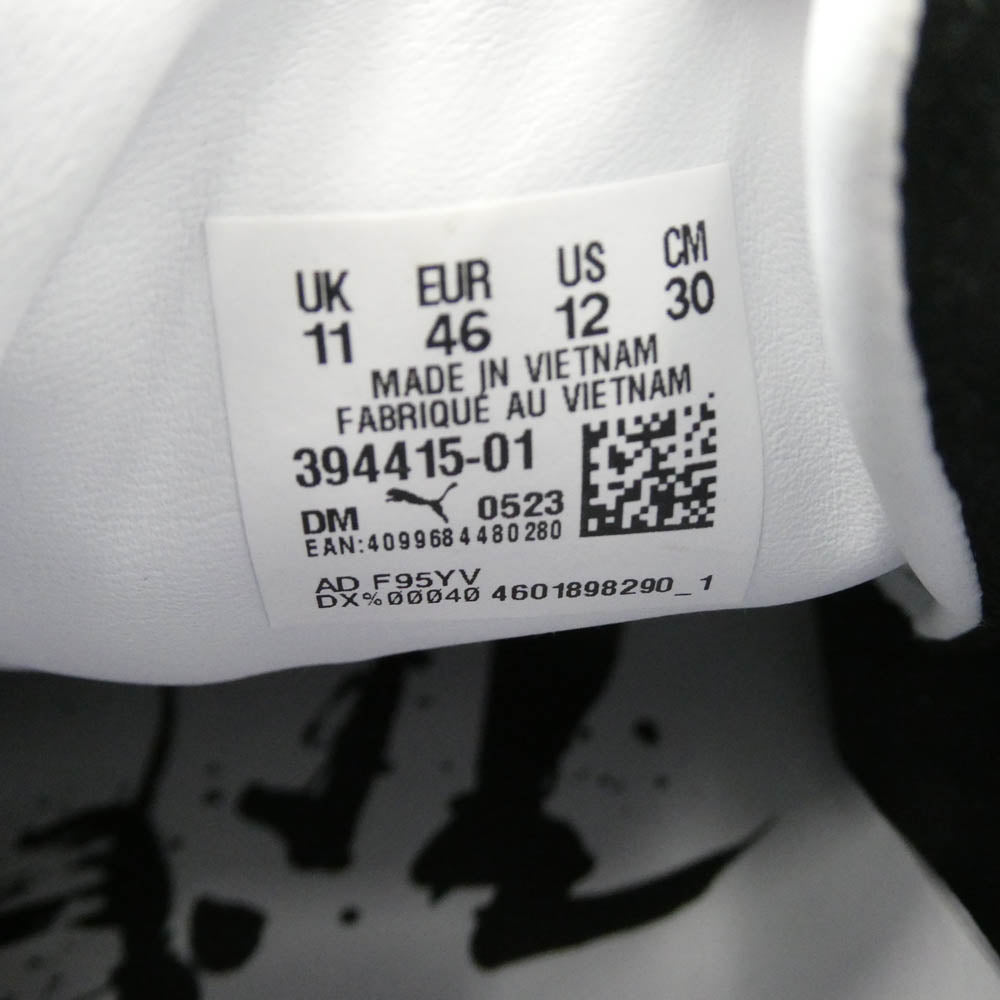 UK EUR US CM
11 46 12 30
MADE IN VIETNAM
FABRIQUÉ AU VIETNAM
394415-01
DM 0523
EAN:4099684480280
AD F95YV
DX%00040 4601898290_1